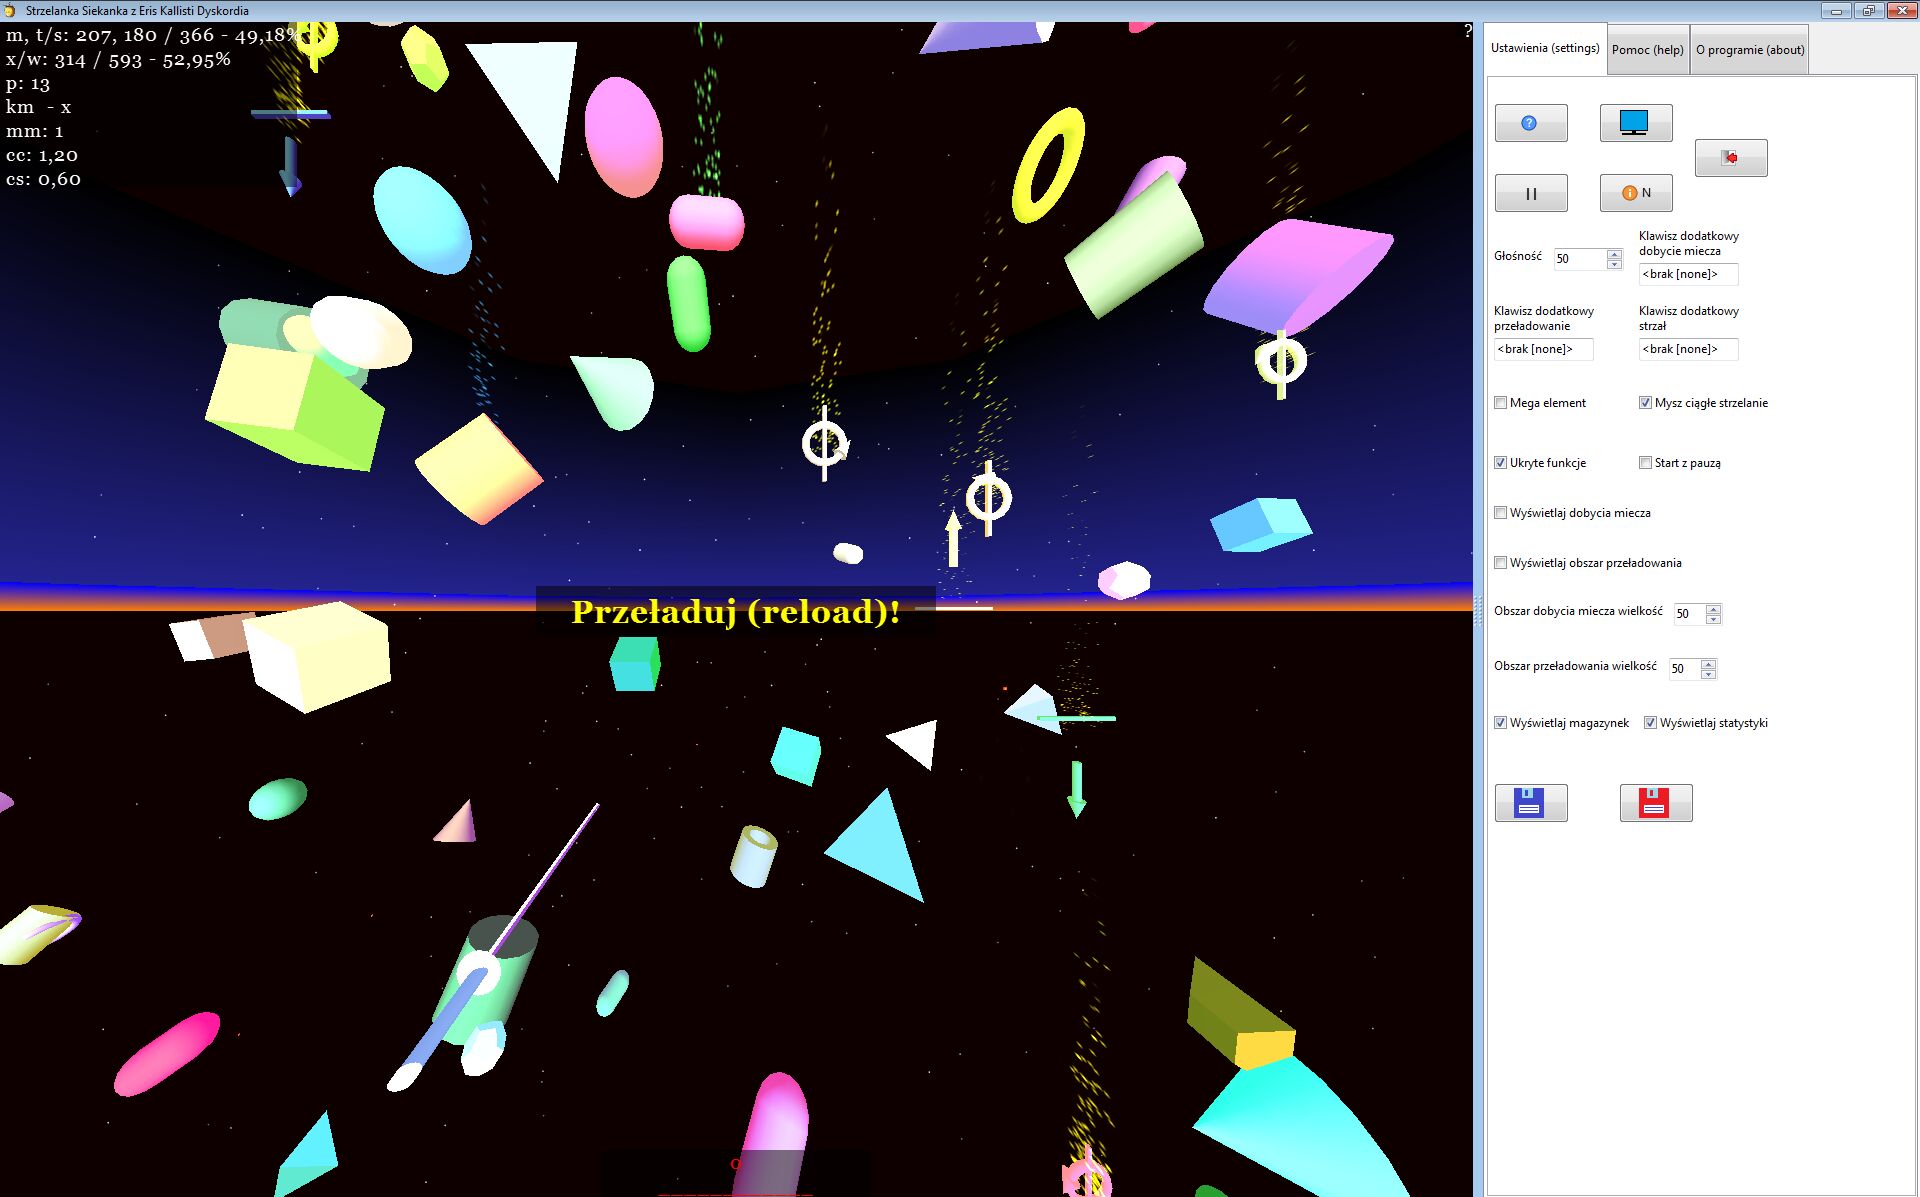 Strzelanka Siekanka z Eris Kallisti Dyskordia
m, t/s: 207, 180 / 366 - 49,18%
x/w: 314 / 593 - 52,95%
p: 13
km - x
mm: 1
cc: 1,20
cs: 0,60
?
Przeładuj (reload)!
0
Ustawienia (settings)
Pomoc (help)
O programie (about)
?
N
Głośność
50
Klawisz dodatkowy
dobycie miecza
<brak [none]>
Klawisz dodatkowy
przeładowanie
<brak [none]>
Klawisz dodatkowy
strzał
<brak [none]>
Mega element
Mysz ciągłe strzelanie
Ukryte funkcje
Start z pauzą
Wyświetlaj dobycia miecza
Wyświetlaj obszar przeładowania
Obszar dobycia miecza wielkość
50
Obszar przeładowania wielkość
50
Wyświetlaj magazynek
Wyświetlaj statystyki